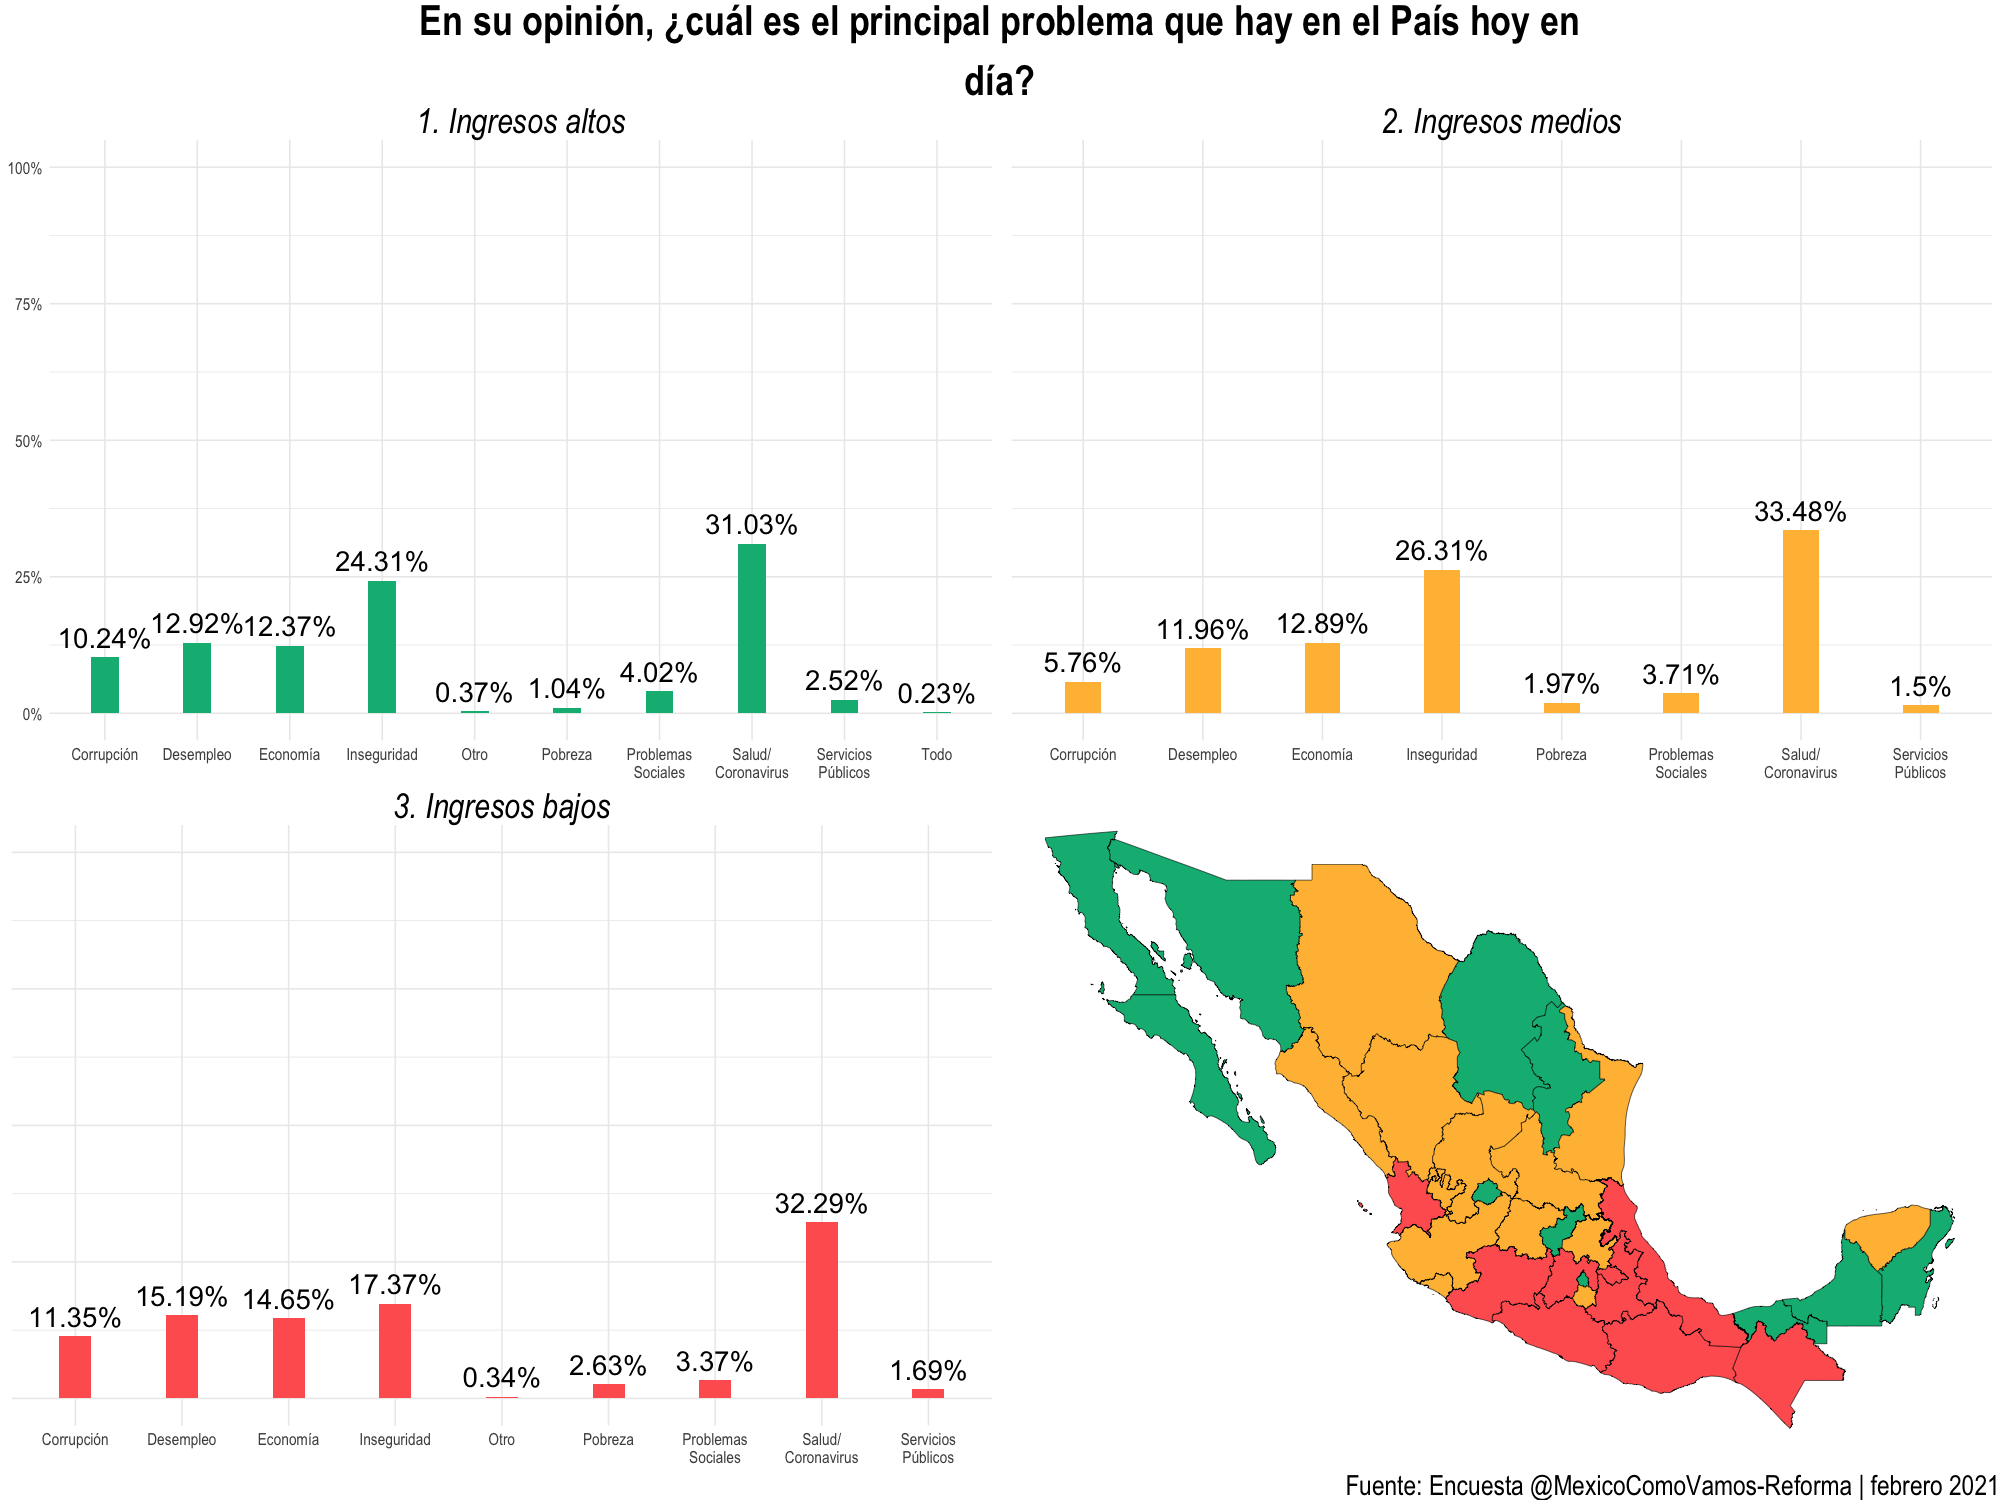 En su opinión, ¿cuál es el principal problema que hay en el País hoy en
día?
1. Ingresos altos
100%
75%
50%
25%
0%
10.24%
12.92%
12.37%
24.31%
0.37%
1.04%
4.02%
31.03%
2.52%
0.23%
Corrupción
Desempleo
Economía
Inseguridad
Otro
Pobreza
Problemas
Sociales
Salud/
Coronavirus
Servicios
Públicos
Todo
2. Ingresos medios
5.76%
11.96%
12.89%
26.31%
1.97%
3.71%
33.48%
1.5%
Corrupción
Desempleo
Economía
Inseguridad
Pobreza
Problemas
Sociales
Salud/
Coronavirus
Servicios
Públicos
3. Ingresos bajos
11.35%
15.19%
14.65%
17.37%
0.34%
2.63%
3.37%
32.29%
1.69%
Corrupción
Desempleo
Economía
Inseguridad
Otro
Pobreza
Problemas
Sociales
Salud/
Coronavirus
Servicios
Públicos
Fuente: Encuesta @MexicoComoVamos-Reforma | febrero 2021